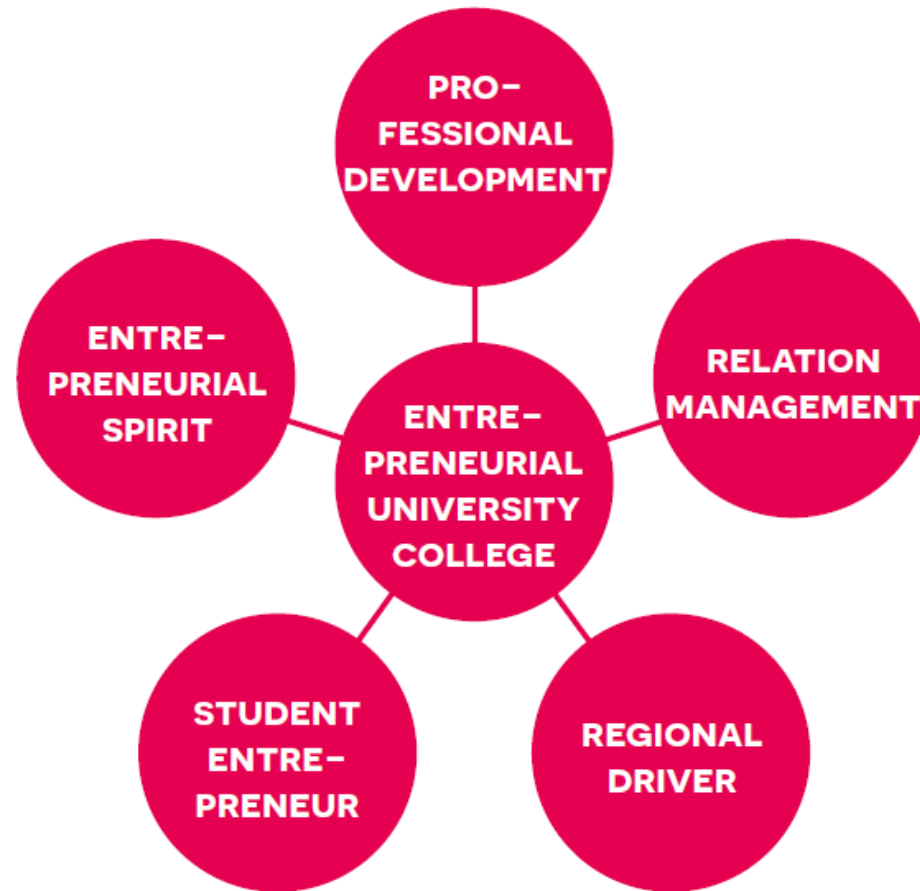 PRO-
FESSIONAL
DEVELOPMENT
ENTRE-
PRENEURIAL
SPIRIT
RELATION
MANAGEMENT
ENTRE-
PRENEURIAL
UNIVERSITY
COLLEGE
STUDENT
ENTRE-
PRENEUR
REGIONAL
DRIVER